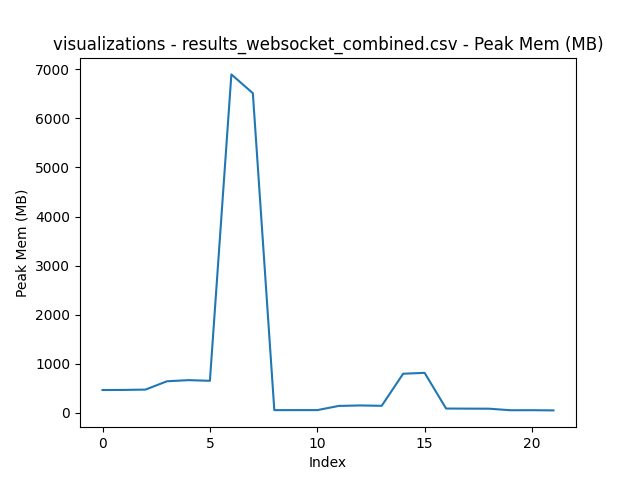 visualizations - results_websocket_combined.csv - Peak Mem (MB)
7000
6000
5000
4000
3000
2000
1000
0
Peak Mem (MB)
0 5 10 15 20
Index